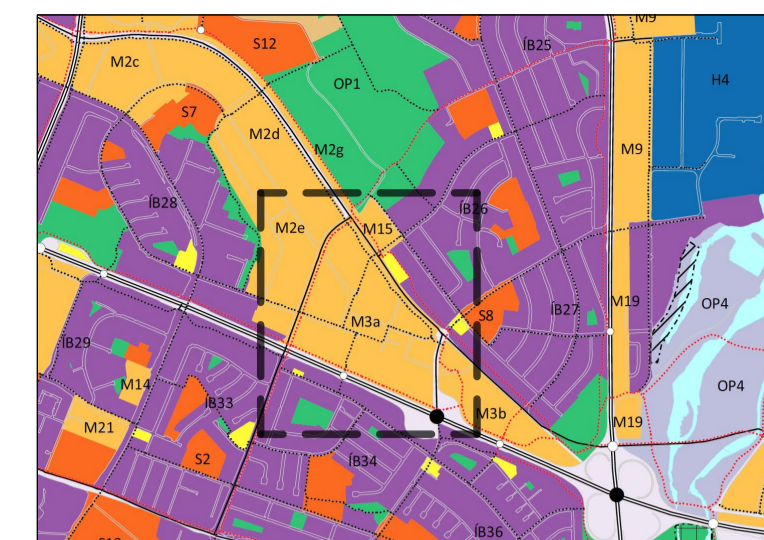 M9
S12
ÍB25
M2c
OP1
H4
S7
M2d
M2g
M9
ÍB28
ÍB26
M2e
M15
M3a
S8
ÍB27
M19
OP4
ÍB29
OP4
M14
ÍB33
M3b
M19
M21
S2
ÍB34
ÍB36